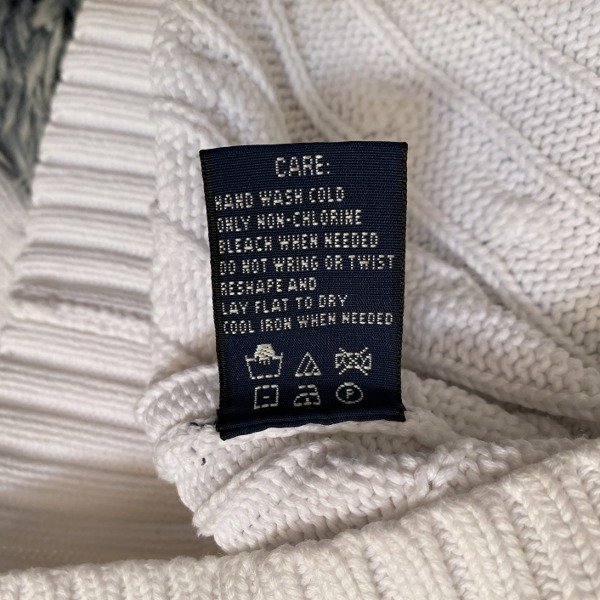 CARE:
HAND WASH COLD
ONLY NON-CHLORINE
BLEACH WHEN NEEDED
DO NOT WRING OR TWIST
RESHAPE AND
LAY FLAT TO DRY
COOL IRON WHEN NEEDED
P